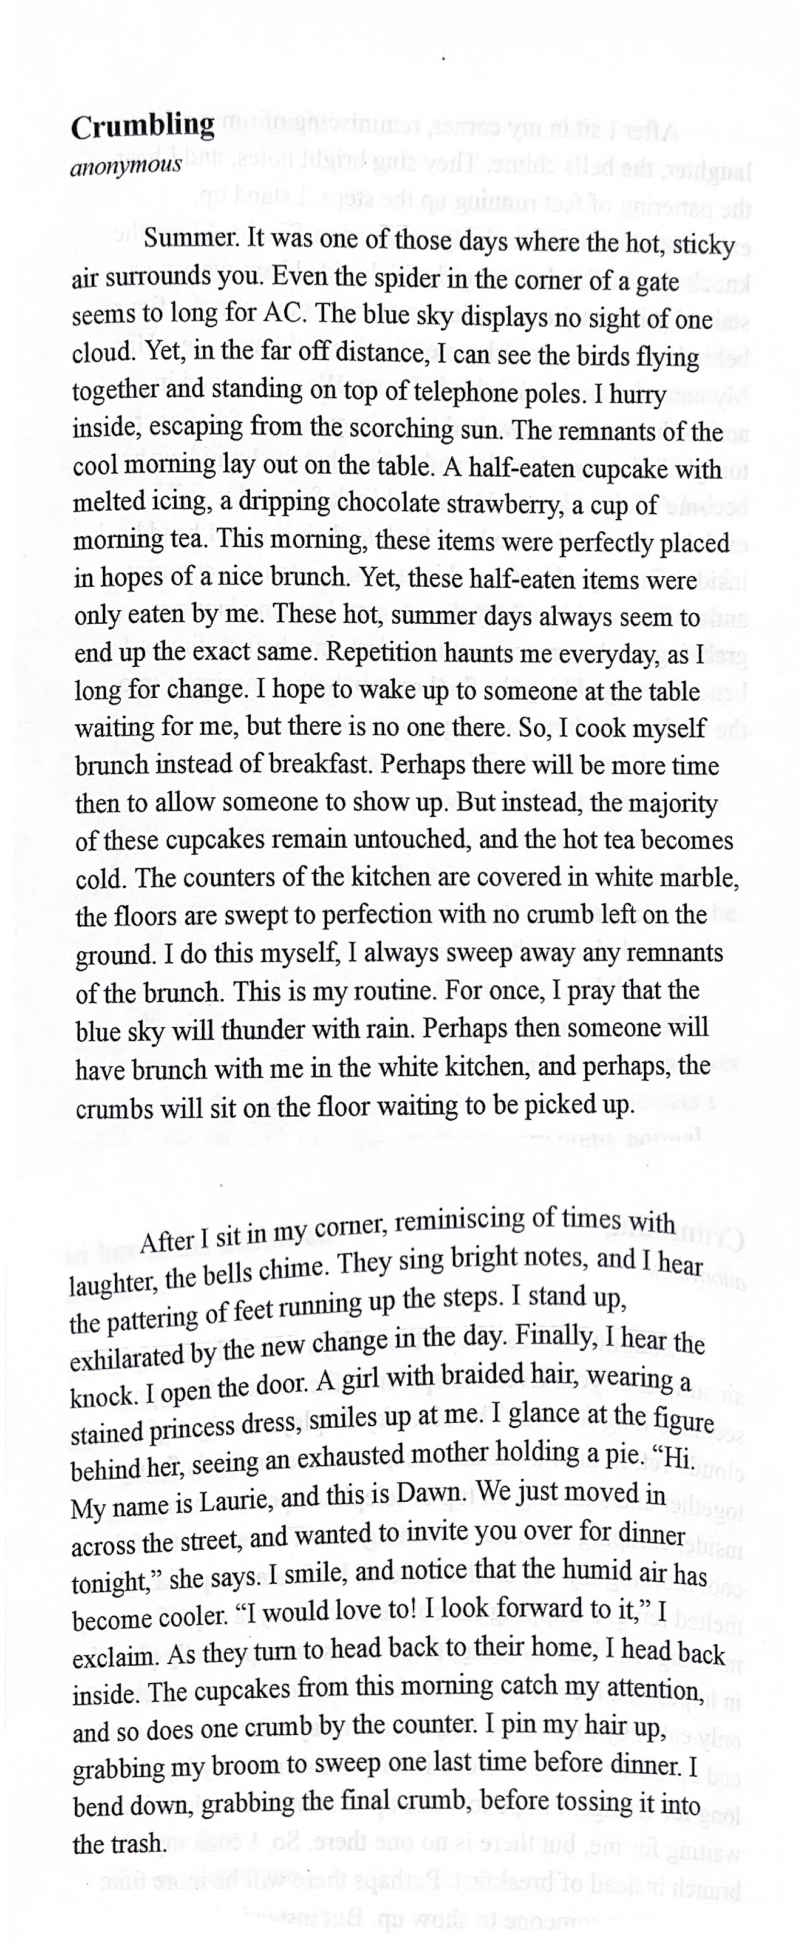 Crumbling
anonymous
Summer. It was one of those days where the hot, sticky
air surrounds you. Even the spider in the corner of a gate
seems to long for AC. The blue sky displays no sight of one
cloud. Yet, in the far off distance, I can see the birds flying
together and standing on top of telephone poles. I hurry
inside, escaping from the scorching sun. The remnants of the
cool morning lay out on the table. A half-eaten cupcake with
melted icing, a dripping chocolate strawberry, a cup of
morning tea. This morning, these items were perfectly placed
in hopes of a nice brunch. Yet, these half-eaten items were
only eaten by me. These hot, summer days always seem to
end up the exact same. Repetition haunts me everyday, as I
long for change. I hope to wake up to someone at the table
waiting for me, but there is no one there. So, I cook myself
brunch instead of breakfast. Perhaps there will be more time
then to allow someone to show up. But instead, the majority
of these cupcakes remain untouched, and the hot tea becomes
cold. The counters of the kitchen are covered in white marble,
the floors are swept to perfection with no crumb left on the
ground. I do this myself, I always sweep away any remnants
of the brunch. This is my routine. For once, I pray that the
blue sky will thunder with rain. Perhaps then someone will
have brunch with me in the white kitchen, and perhaps, the
crumbs will sit on the floor waiting to be picked up.
After I sit in my corner, reminiscing of times with
laughter, the bells chime. They sing bright notes, and I hear
the pattering of feet running up the steps. I stand up,
exhilarated by the new change in the day. Finally, I hear the
knock. I open the door. A girl with braided hair, wearing a
stained princess dress, smiles up at me. I glance at the figure
behind her, seeing an exhausted mother holding a pie. “Hi.
My name is Laurie, and this is Dawn. We just moved in
across the street, and wanted to invite you over for dinner
tonight,” she says. I smile, and notice that the humid air has
become cooler. “I would love to! I look forward to it,” I
exclaim. As they turn to head back to their home, I head back
inside. The cupcakes from this morning catch my attention,
and so does one crumb by the counter. I pin my hair up,
grabbing my broom to sweep one last time before dinner. I
bend down, grabbing the final crumb, before tossing it into
the trash.